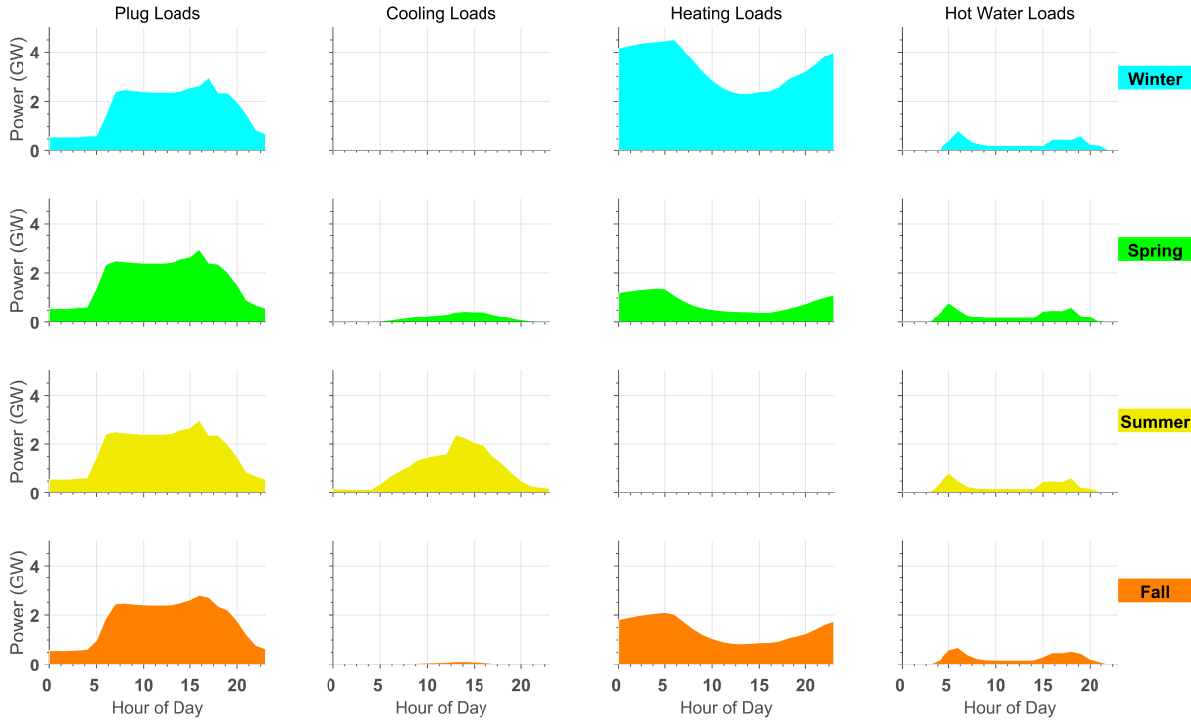 Plug Loads
Cooling Loads
Heating Loads
Hot Water Loads
Power (GW)
4
2
0
Winter
Power (GW)
4
2
0
Spring
Power (GW)
4
2
0
Summer
Power (GW)
4
2
0
Fall
0 5 10 15 20
0 5 10 15 20
0 5 10 15 20
0 5 10 15 20
Hour of Day
Hour of Day
Hour of Day
Hour of Day